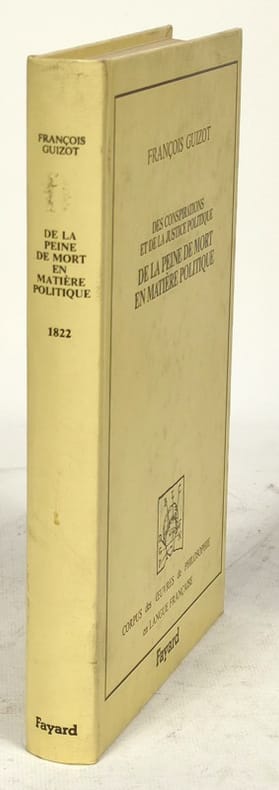 FRANÇOIS
GUIZOT
DE LA
PEINE
DE MORT
EN
MATIÈRE
POLITIQUE
1822
Fayard
FRANÇOIS GUIZOT
DES CONSPIRATIONS
ET DE LA JUSTICE POLITIQUE
DE LA PEINE DE MORT
EN MATIÈRE POLITIQUE
CORPUS des ŒUVRES de PHILOSOPHIE
en LANGUE FRANÇAISE
Fayard